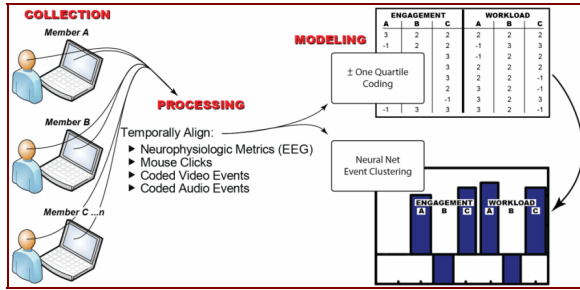 COLLECTION
Member A
Member B
Member C ...n
PROCESSING
Temporally Align:
▶ Neurophysiologic Metrics (EEG)
▶ Mouse Clicks
▶ Coded Video Events
▶ Coded Audio Events
MODELING
± One Quartile
Coding
Neural Net
Event Clustering
ENGAGEMENT WORKLOAD
A B C A B C
3 2 2 2 2 2
-1 2 2 -1 3 3
2 -1 2 2
3 2 2 2
3 2 2 -1
2 3 2 -1
-1 3 2 2
-1 3 3 3 2 -1
ENGAGEMENT WORKLOAD
A B C A B C